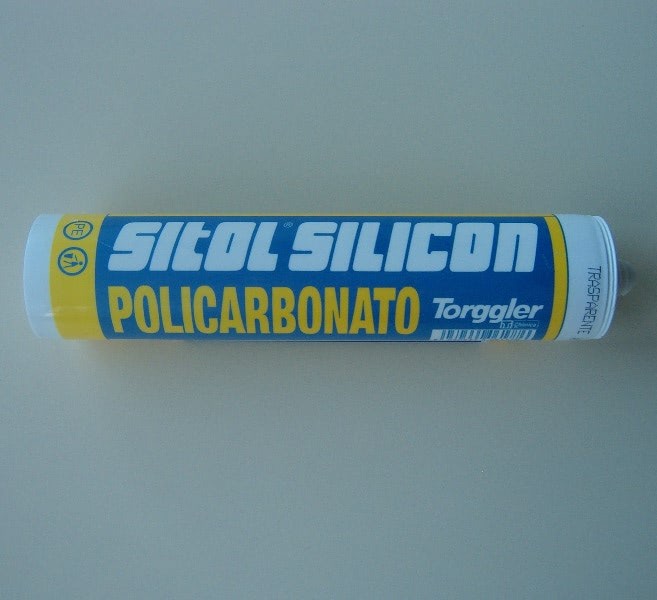 PE
SITOL® SILICON
POLICARBONATO
Torggler
TRASPARENTE